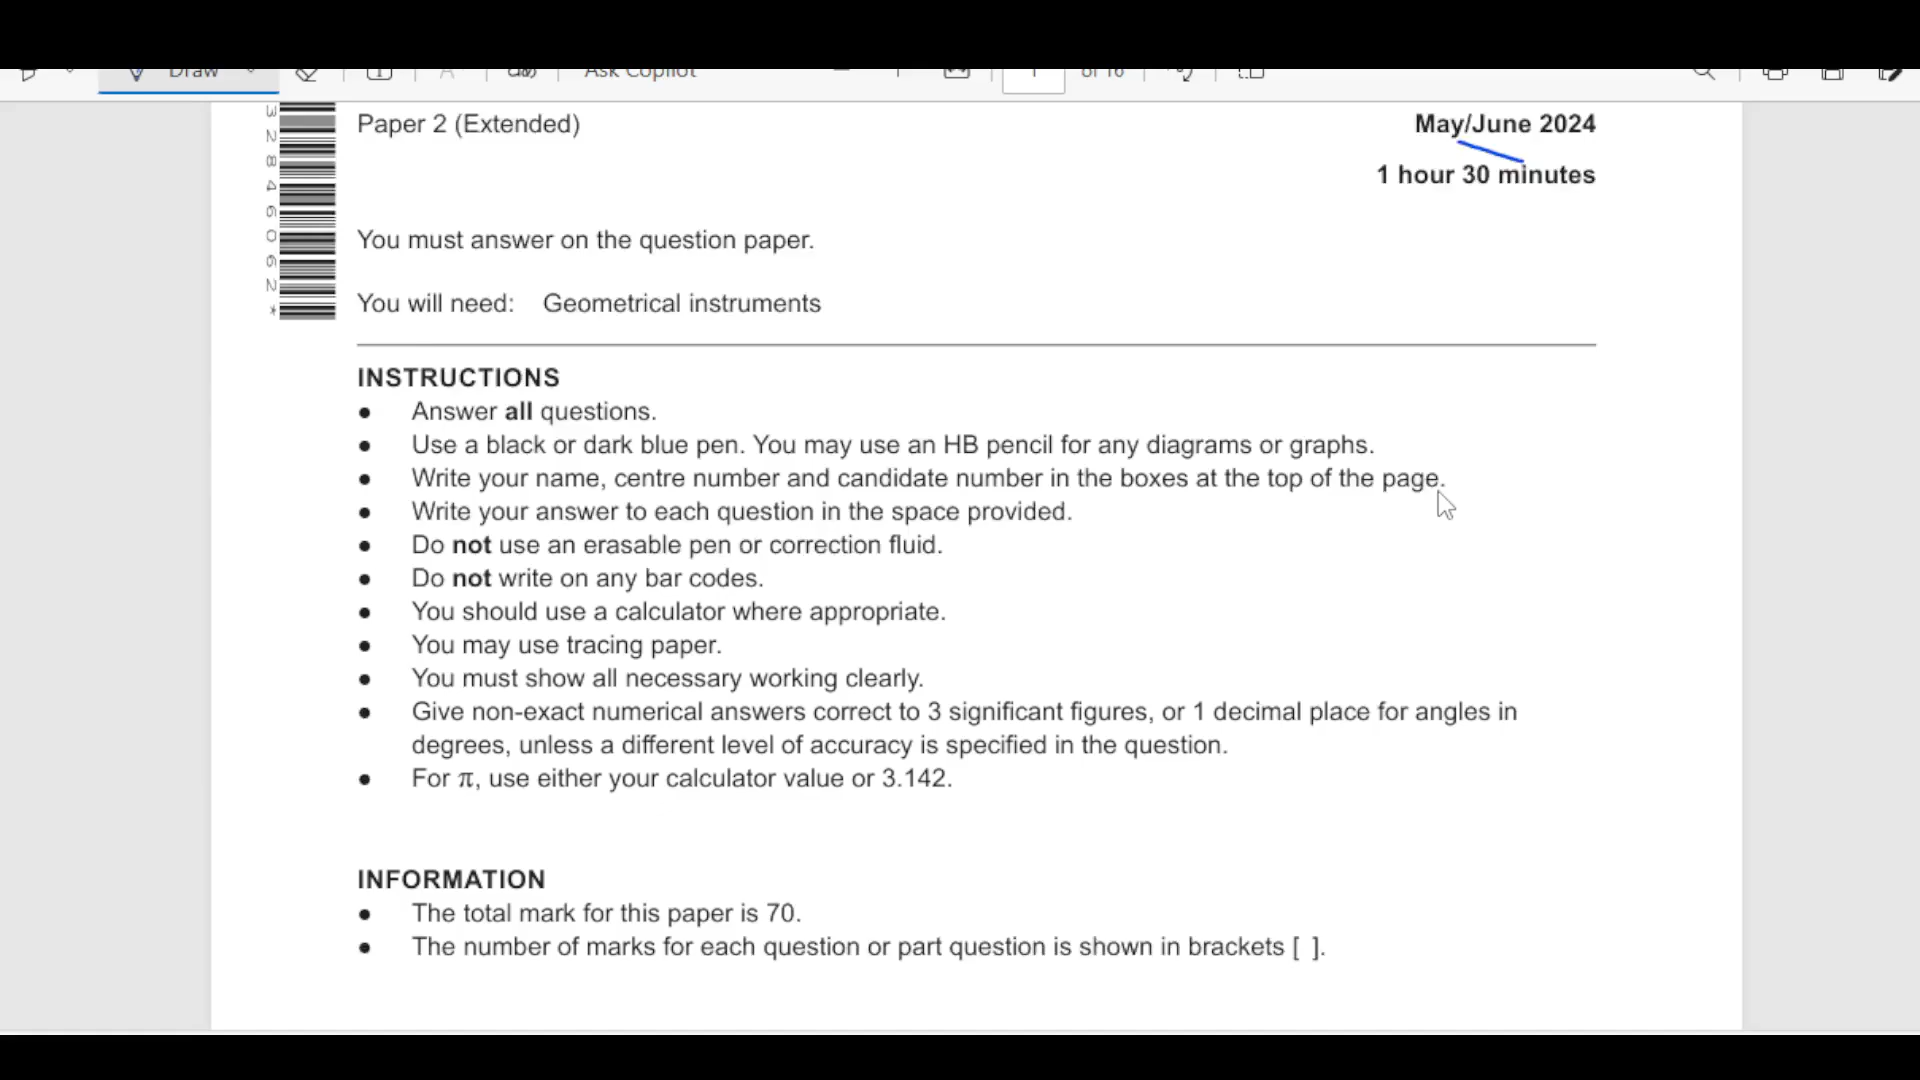 Draw
Ask Copilot
1 of 16
Paper 2 (Extended)
May/June 2024
1 hour 30 minutes
32846062*
You must answer on the question paper.
You will need: Geometrical instruments
INSTRUCTIONS
● Answer all questions.
● Use a black or dark blue pen. You may use an HB pencil for any diagrams or graphs.
● Write your name, centre number and candidate number in the boxes at the top of the page.
● Write your answer to each question in the space provided.
● Do not use an erasable pen or correction fluid.
● Do not write on any bar codes.
● You should use a calculator where appropriate.
● You may use tracing paper.
● You must show all necessary working clearly.
● Give non-exact numerical answers correct to 3 significant figures, or 1 decimal place for angles in
degrees, unless a different level of accuracy is specified in the question.
● For π, use either your calculator value or 3.142.
INFORMATION
● The total mark for this paper is 70.
● The number of marks for each question or part question is shown in brackets [ ].